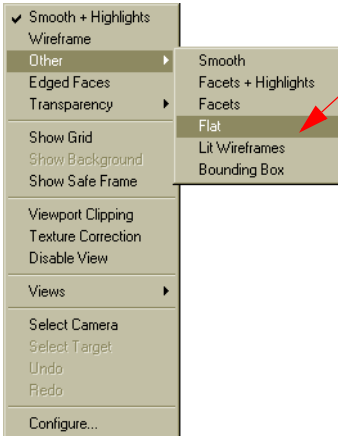 Smooth + Highlights
Wireframe
Other
Edged Faces
Transparency
Show Grid
Show Background
Show Safe Frame
Viewport Clipping
Texture Correction
Disable View
Views
Select Camera
Select Target
Undo
Redo
Configure...
Smooth
Facets + Highlights
Facets
Flat
Lit Wireframes
Bounding Box